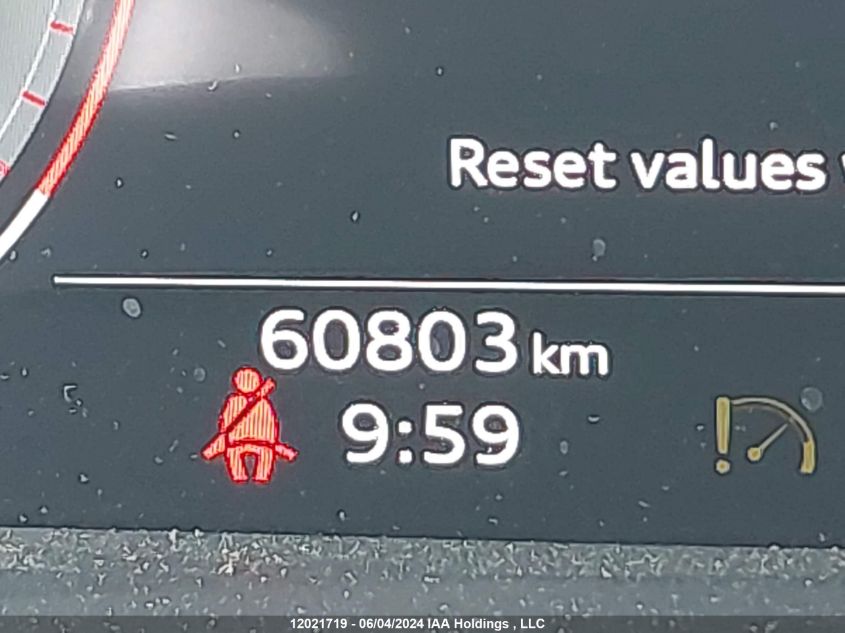 Reset values
60803 km
9:59
12021719 - 06/04/2024 IAA Holdings , LLC